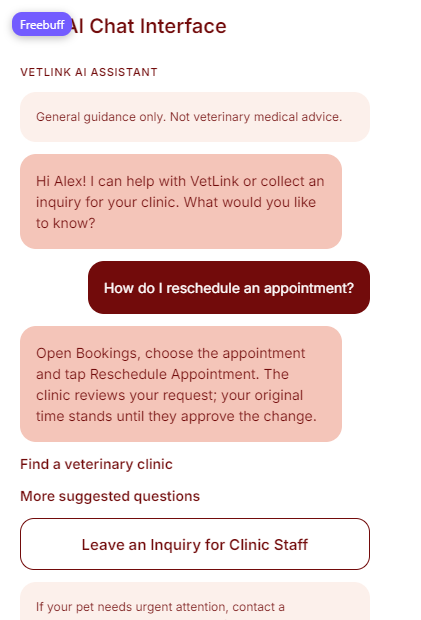 Freebuff AI Chat Interface
VETLINK AI ASSISTANT
General guidance only. Not veterinary medical advice.
Hi Alex! I can help with VetLink or collect an
inquiry for your clinic. What would you like
to know?
How do I reschedule an appointment?
Open Bookings, choose the appointment
and tap Reschedule Appointment. The
clinic reviews your request; your original
time stands until they approve the change.
Find a veterinary clinic
More suggested questions
Leave an Inquiry for Clinic Staff
If your pet needs urgent attention, contact a